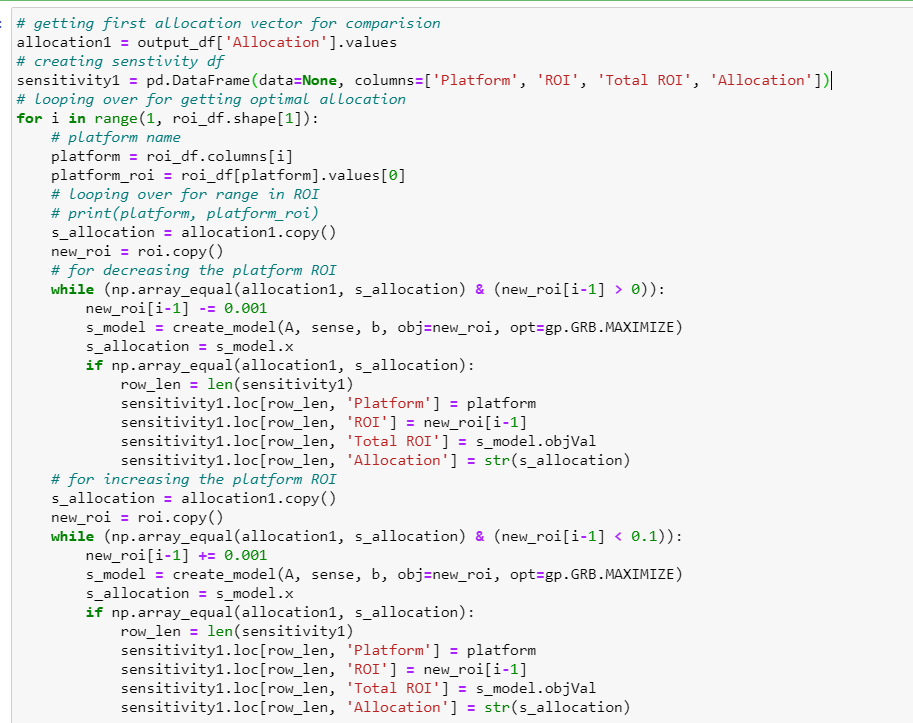 # getting first allocation vector for comparision
allocation1 = output_df['Allocation'].values
# creating senstivity df
sensitivity1 = pd.DataFrame(data=None, columns=['Platform', 'ROI', 'Total ROI', 'Allocation'])
# looping over for getting optimal allocation
for i in range(1, roi_df.shape[1]):
    # platform name
    platform = roi_df.columns[i]
    platform_roi = roi_df[platform].values[0]
    # looping over for range in ROI
    # print(platform, platform_roi)
    s_allocation = allocation1.copy()
    new_roi = roi.copy()
    # for decreasing the platform ROI
    while (np.array_equal(allocation1, s_allocation) & (new_roi[i-1] > 0)):
        new_roi[i-1] -= 0.001
        s_model = create_model(A, sense, b, obj=new_roi, opt=gp.GRB.MAXIMIZE)
        s_allocation = s_model.x
        if np.array_equal(allocation1, s_allocation):
            row_len = len(sensitivity1)
            sensitivity1.loc[row_len, 'Platform'] = platform
            sensitivity1.loc[row_len, 'ROI'] = new_roi[i-1]
            sensitivity1.loc[row_len, 'Total ROI'] = s_model.objVal
            sensitivity1.loc[row_len, 'Allocation'] = str(s_allocation)
    # for increasing the platform ROI
    s_allocation = allocation1.copy()
    new_roi = roi.copy()
    while (np.array_equal(allocation1, s_allocation) & (new_roi[i-1] < 0.1)):
        new_roi[i-1] += 0.001
        s_model = create_model(A, sense, b, obj=new_roi, opt=gp.GRB.MAXIMIZE)
        s_allocation = s_model.x
        if np.array_equal(allocation1, s_allocation):
            row_len = len(sensitivity1)
            sensitivity1.loc[row_len, 'Platform'] = platform
            sensitivity1.loc[row_len, 'ROI'] = new_roi[i-1]
            sensitivity1.loc[row_len, 'Total ROI'] = s_model.objVal
            sensitivity1.loc[row_len, 'Allocation'] = str(s_allocation)